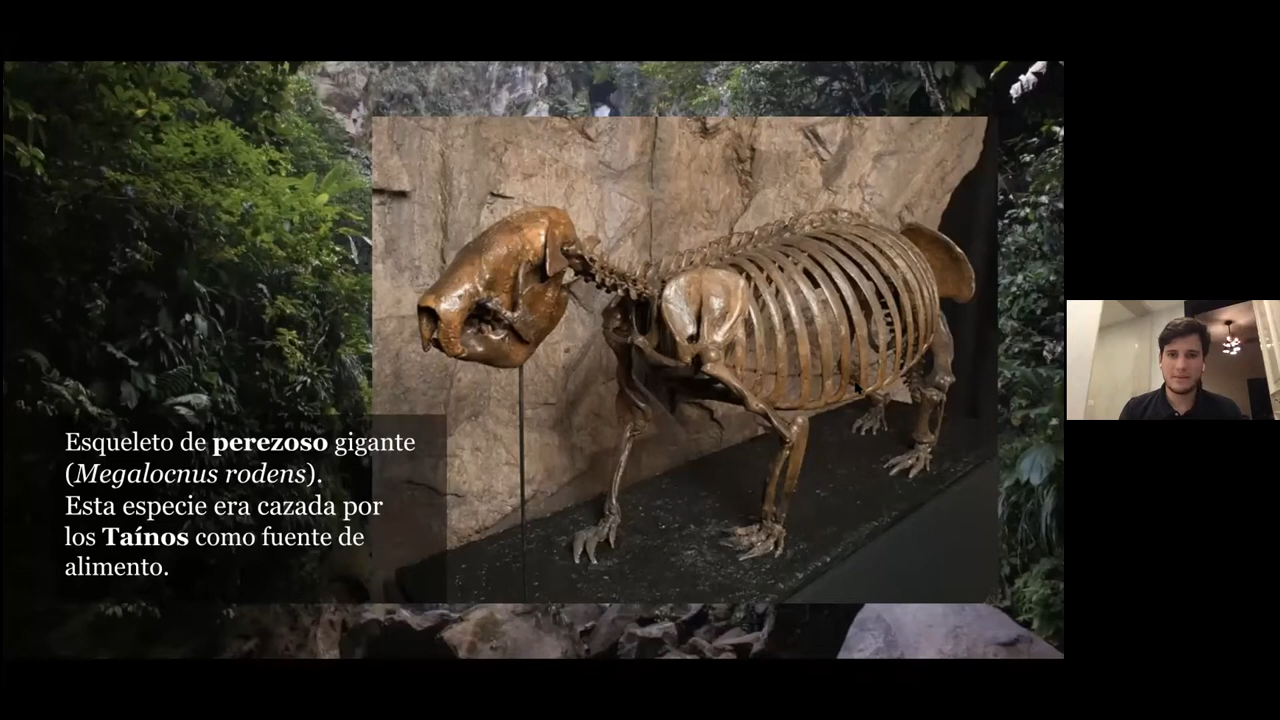 Esqueleto de perezoso gigante
(Megalocnus rodens).
Esta especie era cazada por
los Taínos como fuente de
alimento.